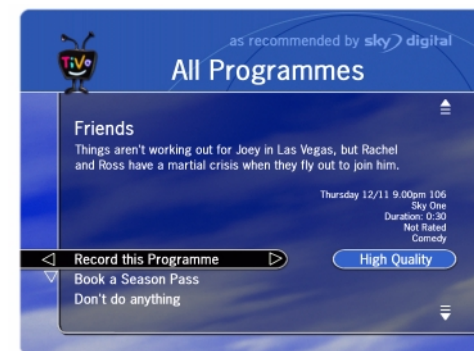 as recommended by sky digital
TiVo
All Programmes
Friends
Things aren't working out for Joey in Las Vegas, but Rachel
and Ross have a martial crisis when they fly out to join him.
Thursday 12/11 9.00pm 106
Sky One
Duration: 0:30
Not Rated
Comedy
Record this Programme
High Quality
Book a Season Pass
Don't do anything